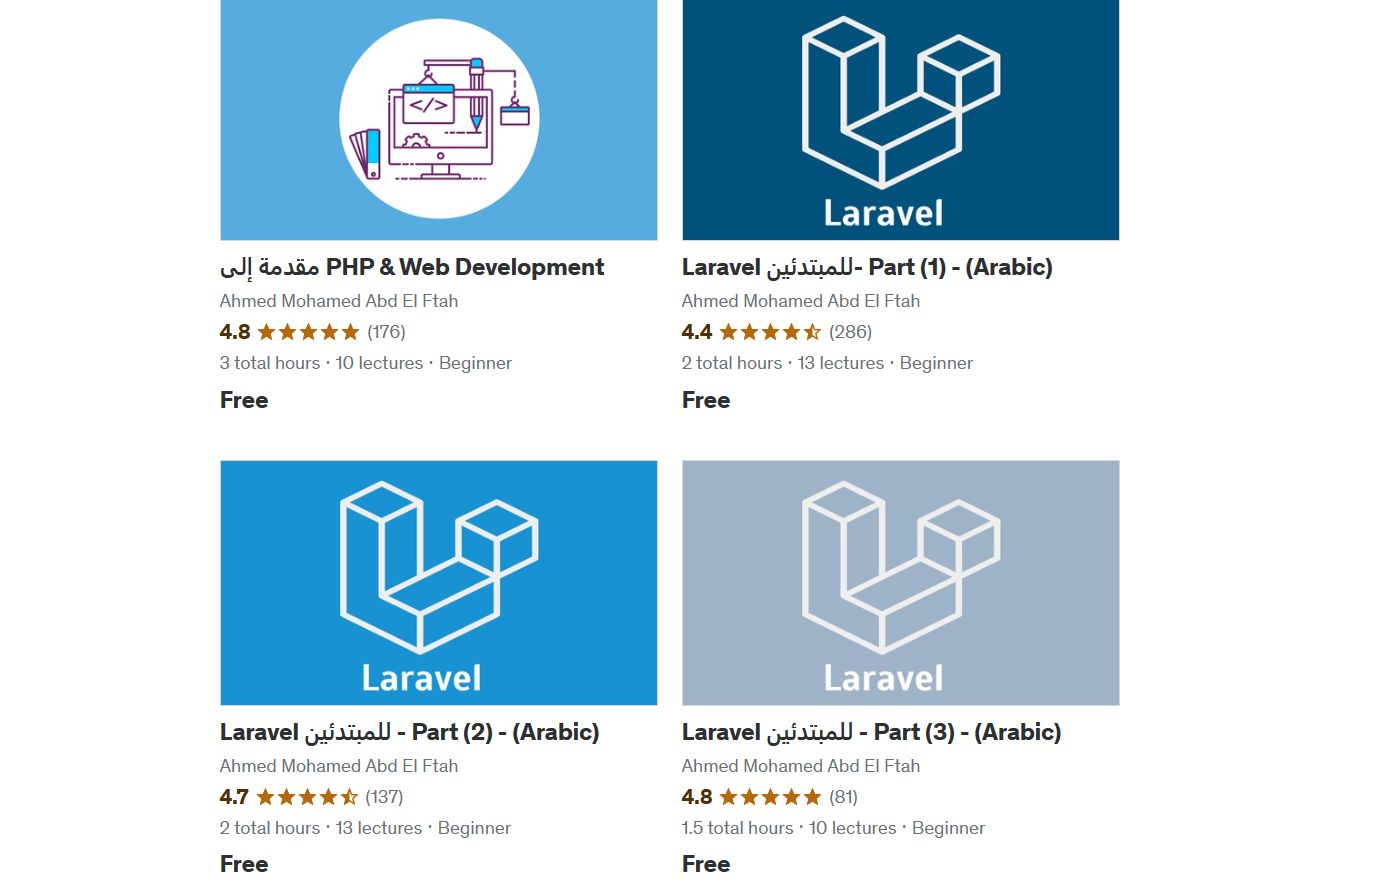 </>
Laravel
مقدمة إلى PHP & Web Development
Ahmed Mohamed Abd El Ftah
4.8 (176)
3 total hours · 10 lectures · Beginner
Free
Laravel للمبتدئين- Part (1) - (Arabic)
Ahmed Mohamed Abd El Ftah
4.4 (286)
2 total hours · 13 lectures · Beginner
Free
Laravel
Laravel للمبتدئين - Part (2) - (Arabic)
Ahmed Mohamed Abd El Ftah
4.7 (137)
2 total hours · 13 lectures · Beginner
Free
Laravel
Laravel للمبتدئين - Part (3) - (Arabic)
Ahmed Mohamed Abd El Ftah
4.8 (81)
1.5 total hours · 10 lectures · Beginner
Free